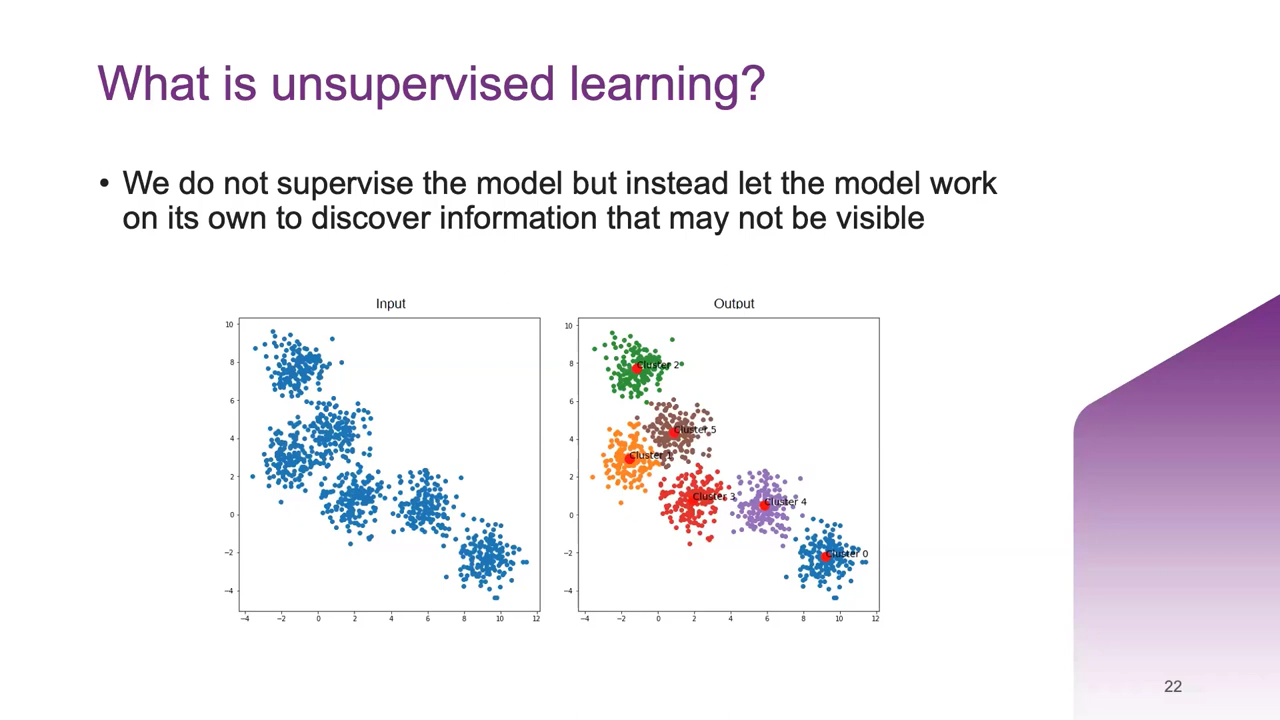 What is unsupervised learning?
• We do not supervise the model but instead let the model work
on its own to discover information that may not be visible
Input
10
8
6
4
2
0
−2
−4
−4 −2 0 2 4 6 8 10 12
Output
10
8
6
4
2
0
−2
−4
Cluster 2
Cluster 5
Cluster 1
Cluster 3
Cluster 4
Cluster 0
−4 −2 0 2 4 6 8 10 12
22